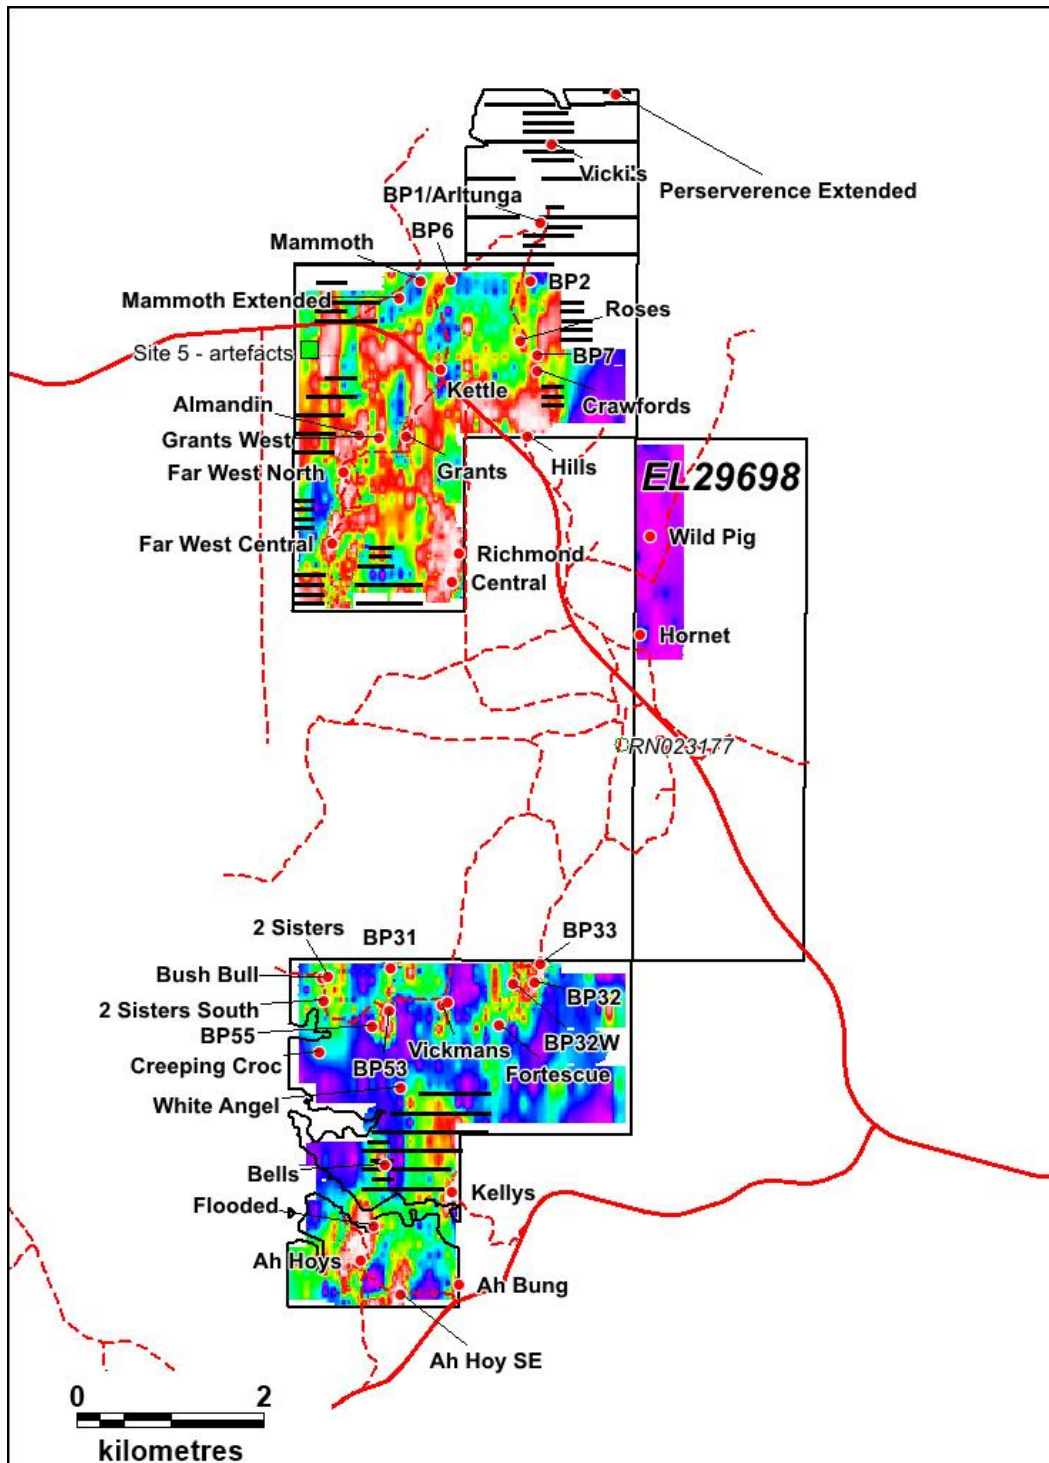 Vicki's
Perserverence Extended
BP1/Arltunga
BP6
Mammoth
BP2
Mammoth Extended
Roses
Site 5 - artefacts
BP7
Kettle
Crawfords
Almandin
Grants West
Grants
Hills
Far West North
EL29698
Wild Pig
Far West Central
Richmond
Central
Hornet
RN023177
2 Sisters
BP31
BP33
Bush Bull
BP32
2 Sisters South
BP55
Vickmans
BP32W
Creeping Croc
BP53
Fortescue
White Angel
Bells
Kellys
Flooded
Ah Hoys
Ah Bung
Ah Hoy SE
0 2
kilometres